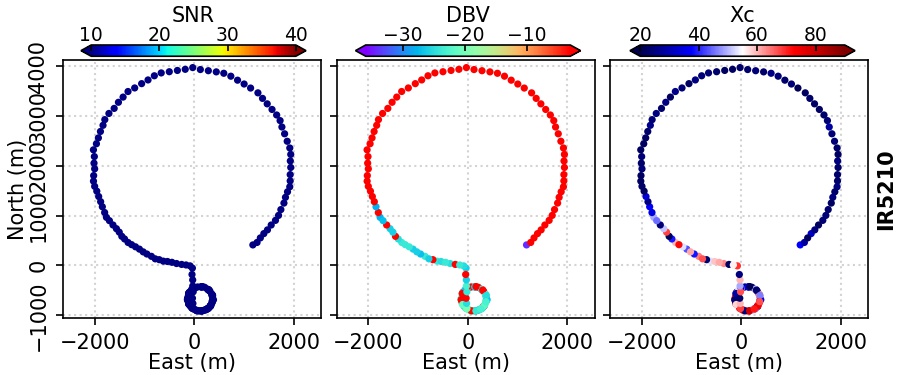 SNR DBV Xc
10 20 30 40 −30 −20 −10 20 40 60 80
4000
3000
2000
1000
0
−1000
North (m)
IR5210
−2000 0 2000 −2000 0 2000 −2000 0 2000
East (m) East (m) East (m)